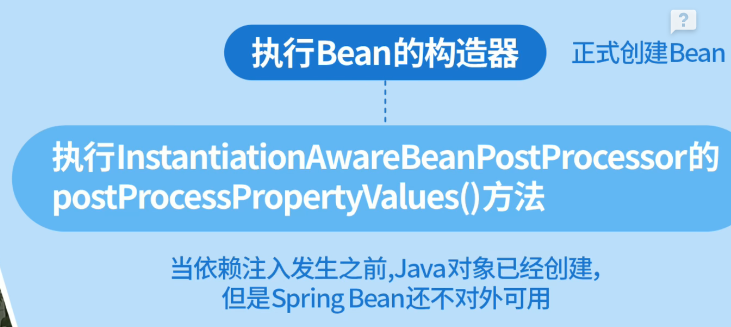 ?
执行Bean的构造器
正式创建Bean
执行InstantiationAwareBeanPostProcessor的
postProcessPropertyValues()方法
当依赖注入发生之前,Java对象已经创建,
但是Spring Bean还不对外可用